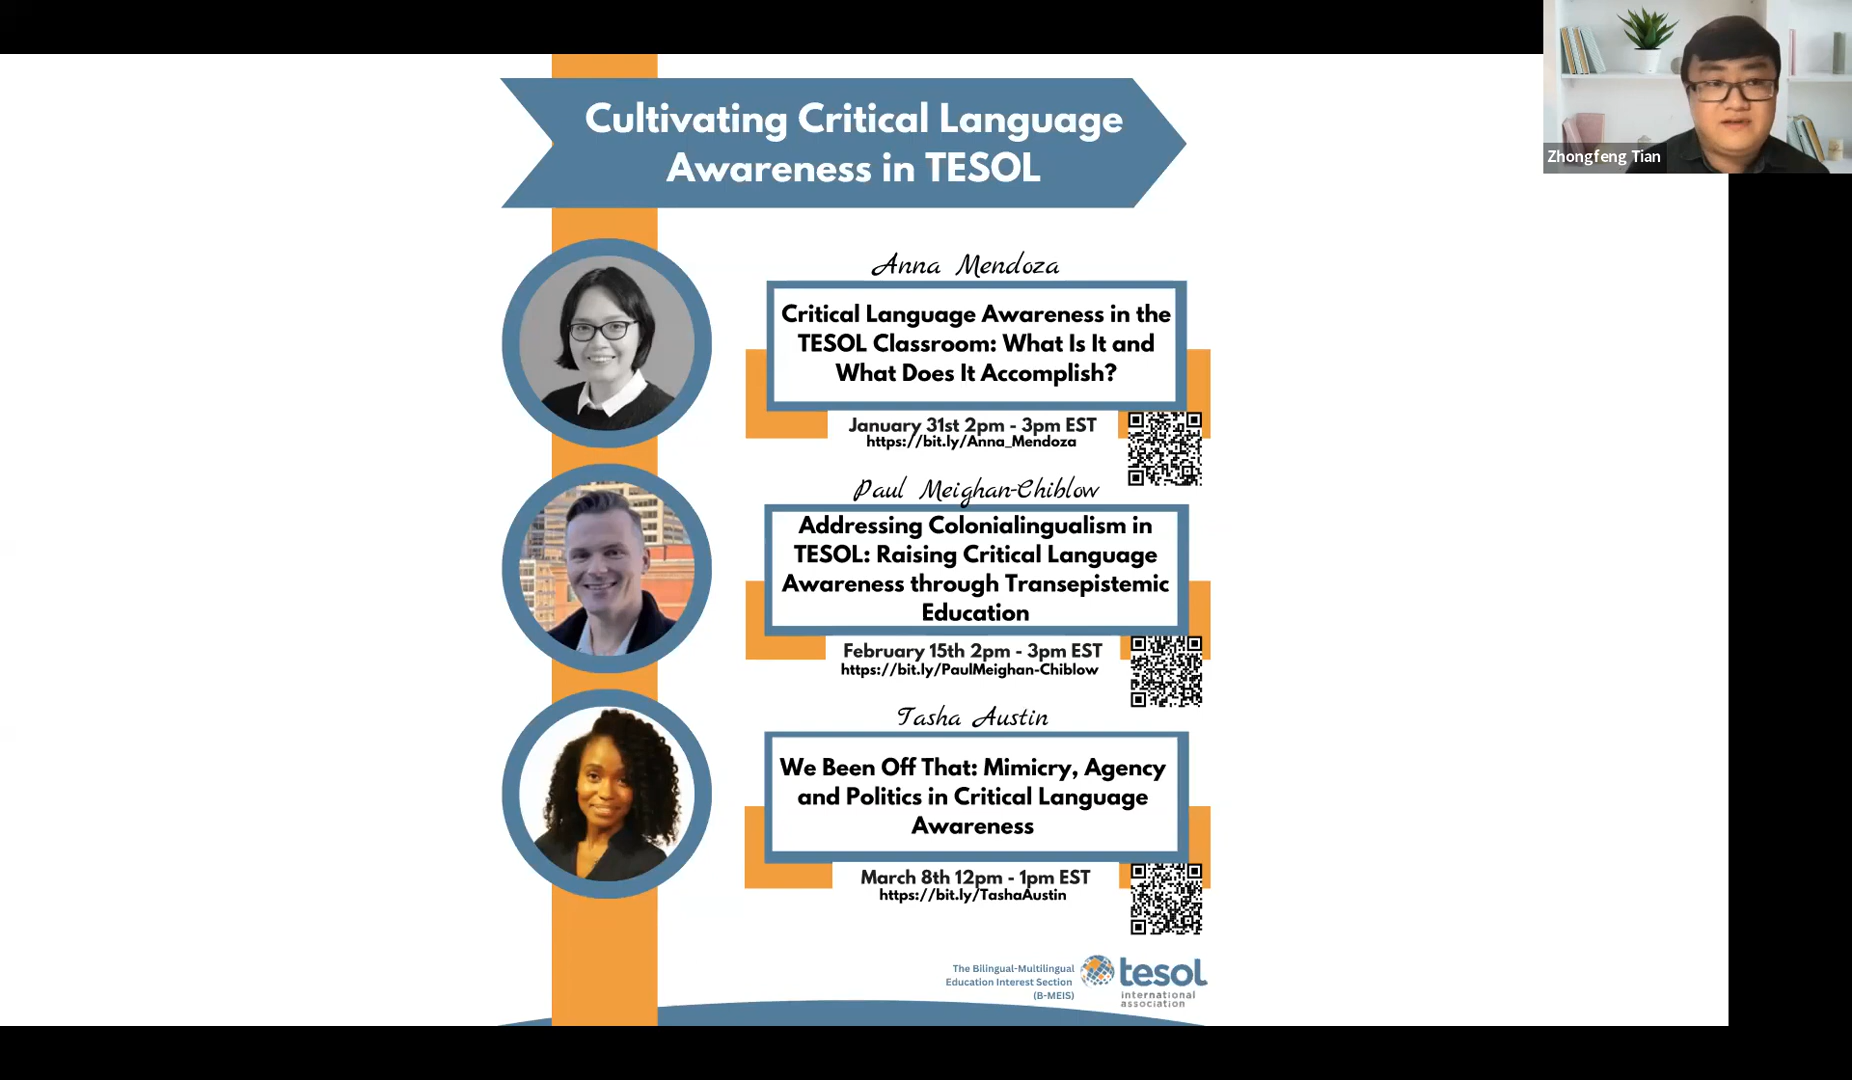 Cultivating Critical Language
Awareness in TESOL
Zhongfeng Tian
Anna Mendoza
Critical Language Awareness in the
TESOL Classroom: What Is It and
What Does It Accomplish?
January 31st 2pm - 3pm EST
https://bit.ly/Anna_Mendoza
Paul Meighan-Chiblow
Addressing Colonialingualism in
TESOL: Raising Critical Language
Awareness through Transepistemic
Education
February 15th 2pm - 3pm EST
https://bit.ly/PaulMeighan-Chiblow
Tasha Austin
We Been Off That: Mimicry, Agency
and Politics in Critical Language
Awareness
March 8th 12pm - 1pm EST
https://bit.ly/TashaAustin
The Bilingual-Multilingual
Education Interest Section
(B-MEIS)
tesol
international
association